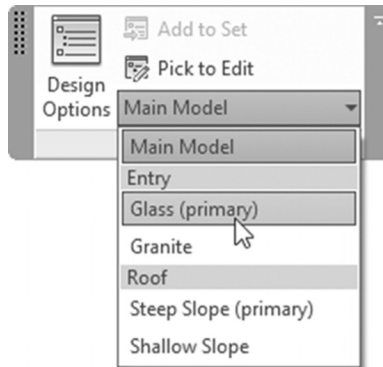 Add to Set
Pick to Edit
Design
Options
Main Model
Main Model
Entry
Glass (primary)
Granite
Roof
Steep Slope (primary)
Shallow Slope